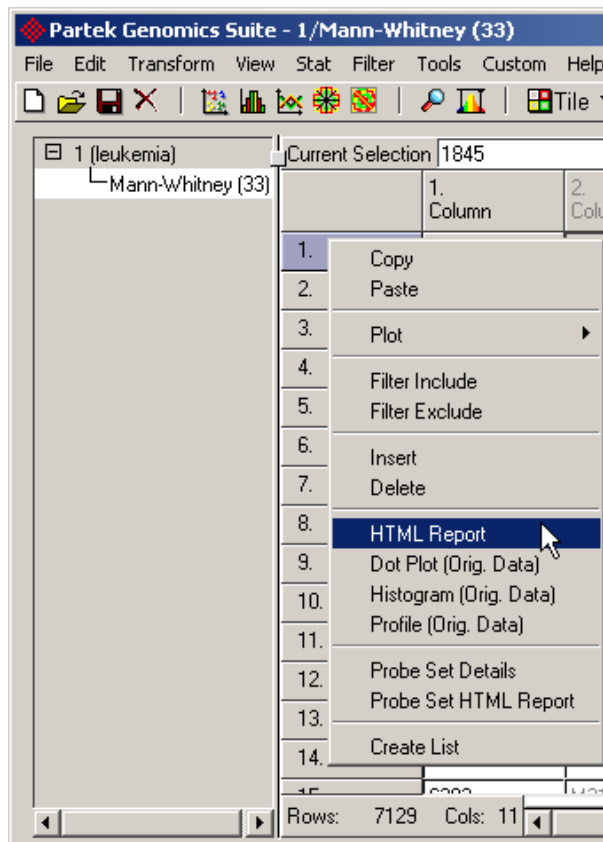 Partek Genomics Suite - 1/Mann-Whitney (33)
File Edit Transform View Stat Filter Tools Custom Help
Tile
1 (leukemia)
Mann-Whitney (33)
Current Selection 1845
1. Column
2.
1.
2.
3.
4.
5.
6.
7.
8.
9.
10.
11.
12.
13.
14.
Copy
Paste
Plot
Filter Include
Filter Exclude
Insert
Delete
HTML Report
Dot Plot (Orig. Data)
Histogram (Orig. Data)
Profile (Orig. Data)
Probe Set Details
Probe Set HTML Report
Create List
Rows: 7129 Cols: 11